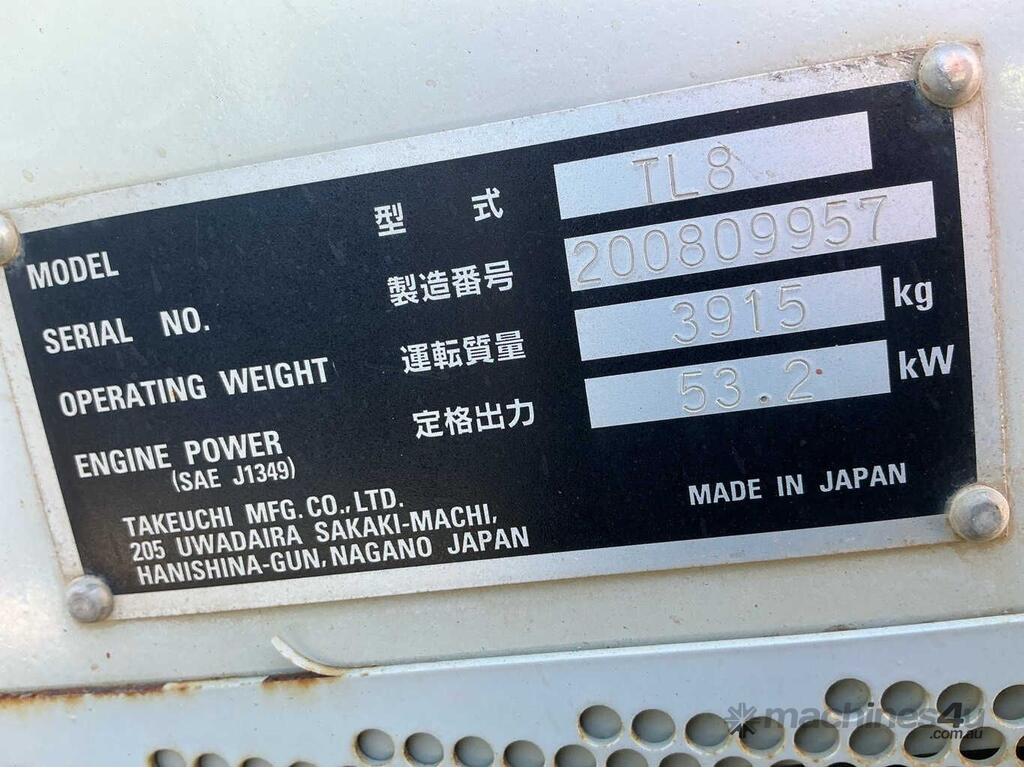 MODEL 型 式 TL8
SERIAL NO. 製造番号 200809957
OPERATING WEIGHT 運転質量 3915 kg
ENGINE POWER 定格出力 53.2 kW
(SAE J1349)
TAKEUCHI MFG. CO., LTD.
205 UWADAIRA SAKAKI-MACHI,
HANISHINA-GUN, NAGANO JAPAN
MADE IN JAPAN
machines4u
.com.au